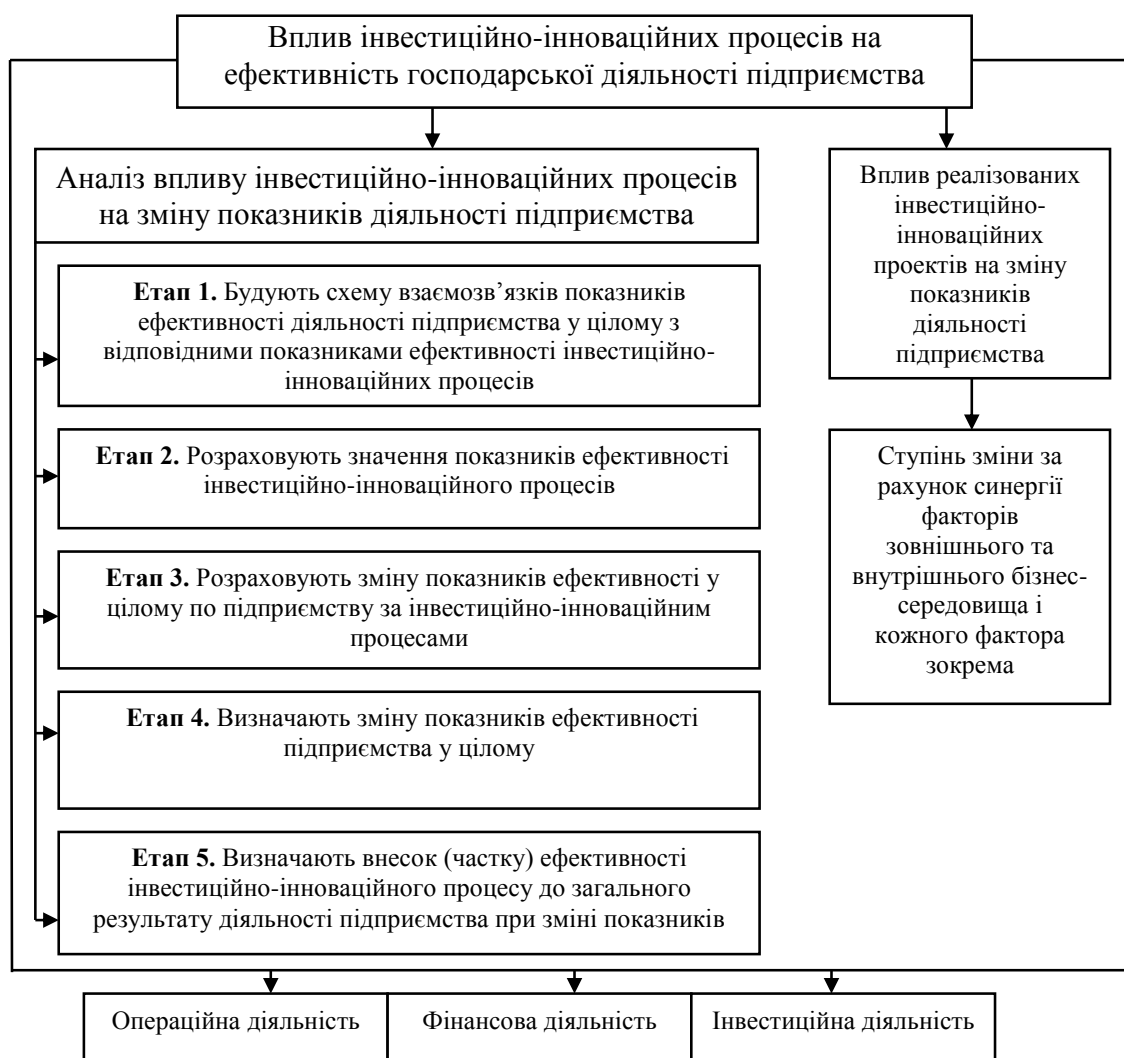 Вплив інвестиційно-інноваційних процесів на
ефективність господарської діяльності підприємства
Аналіз впливу інвестиційно-інноваційних процесів
на зміну показників діяльності підприємства
Етап 1. Будують схему взаємозв’язків показників
ефективності діяльності підприємства у цілому з
відповідними показниками ефективності інвестиційно-
інноваційних процесів
Етап 2. Розраховують значення показників ефективності
інвестиційно-інноваційного процесів
Етап 3. Розраховують зміну показників ефективності у
цілому по підприємству за інвестиційно-інноваційним
процесами
Етап 4. Визначають зміну показників ефективності
підприємства у цілому
Етап 5. Визначають внесок (частку) ефективності
інвестиційно-інноваційного процесу до загального
результату діяльності підприємства при зміні показників
Вплив реалізованих
інвестиційно-
інноваційних
проектів на зміну
показників
діяльності
підприємства
Ступінь зміни за
рахунок синергії
факторів
зовнішнього та
внутрішнього бізнес-
середовища і
кожного фактора
зокрема
Операційна діяльність
Фінансова діяльність
Інвестиційна діяльність